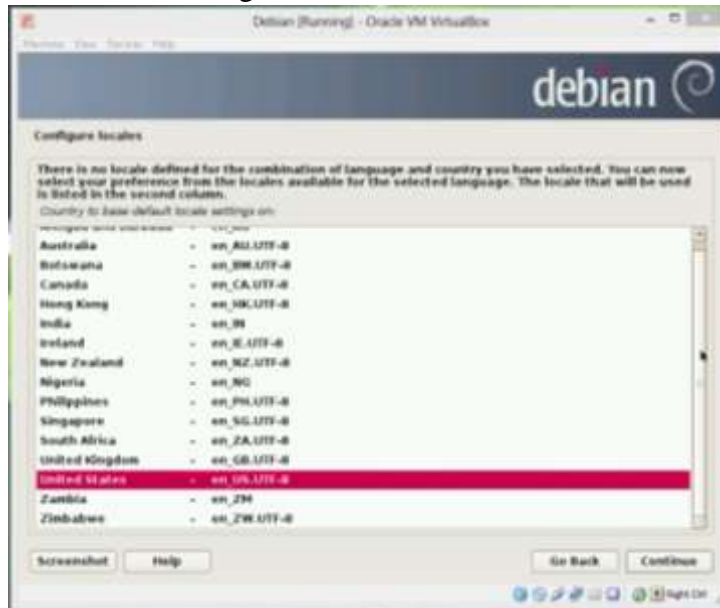 Debian [Running] - Oracle VM VirtualBox
Machine View Devices Help
debian
Configure locales
There is no locale defined for the combination of language and country you have selected. You can now
select your preference from the locales available for the selected language. The locale that will be used
is listed in the second column.
Country to base default locale settings on:
Australia - en_AU.UTF-8
Botswana - en_BW.UTF-8
Canada - en_CA.UTF-8
Hong Kong - en_HK.UTF-8
India - en_IN
Ireland - en_IE.UTF-8
New Zealand - en_NZ.UTF-8
Nigeria - en_NG
Philippines - en_PH.UTF-8
Singapore - en_SG.UTF-8
South Africa - en_ZA.UTF-8
United Kingdom - en_GB.UTF-8
United States - en_US.UTF-8
Zambia - en_ZM
Zimbabwe - en_ZW.UTF-8
Screenshot Help Go Back Continue
Right Ctrl